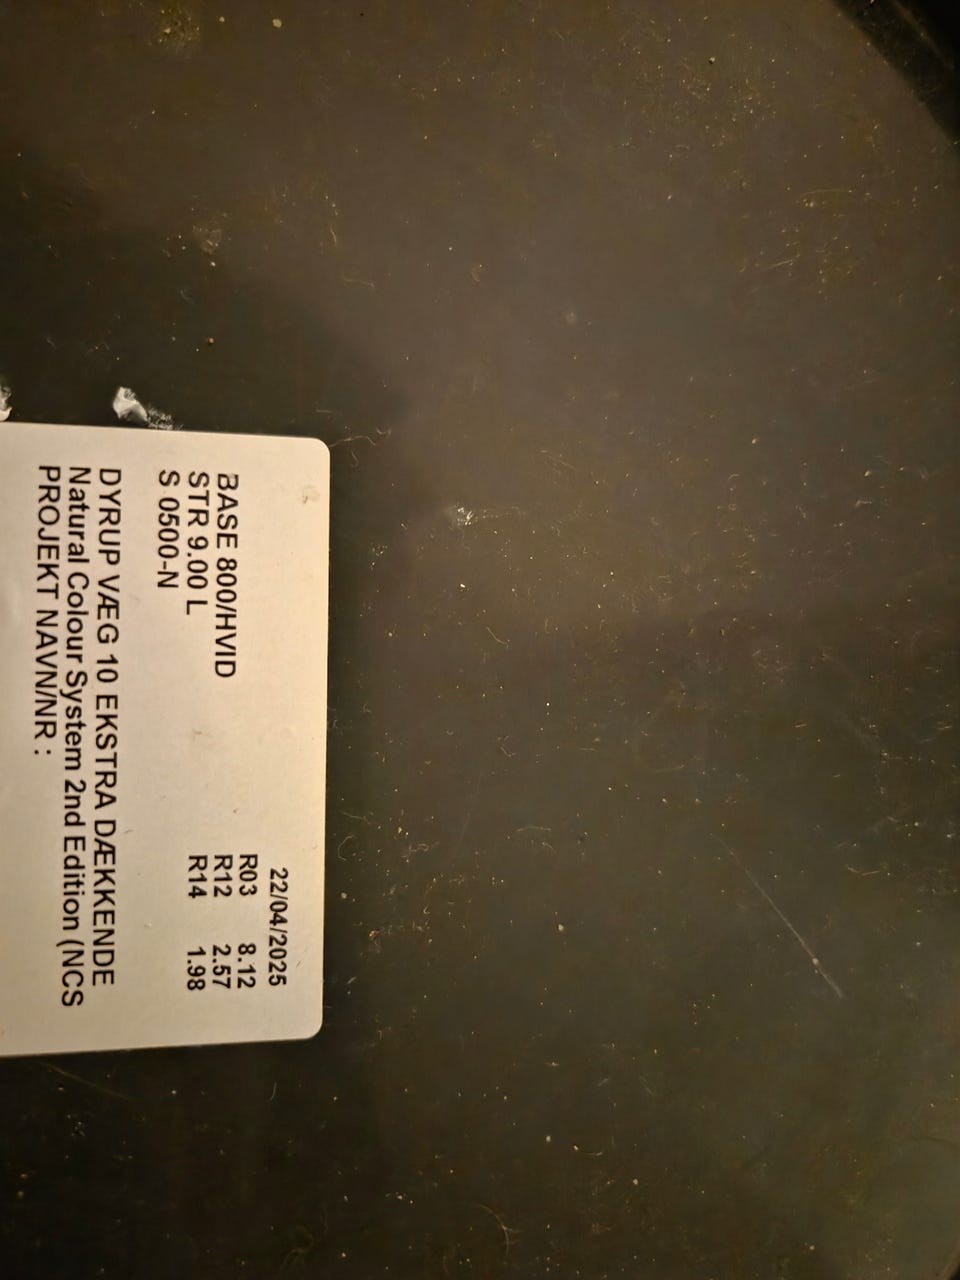 22/04/2025
BASE 800/HVID R03 8.12
STR 9.00 L R12 2.57
S 0500-N R14 1.98
DYRUP VÆG 10 EKSTRA DÆKKENDE
Natural Colour System 2nd Edition (NCS
PROJEKT NAVN/NR :